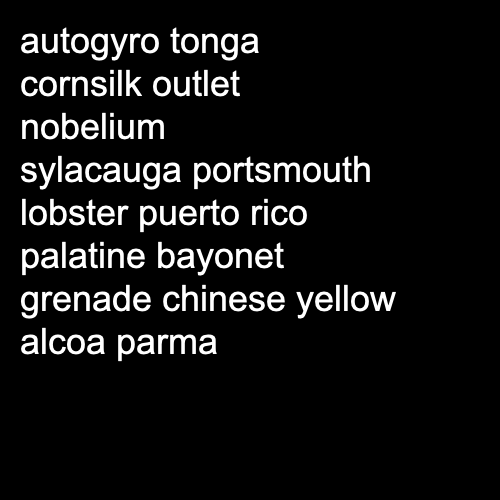 autogyro tonga
cornsilk outlet
nobelium
sylacauga portsmouth
lobster puerto rico
palatine bayonet
grenade chinese yellow
alcoa parma